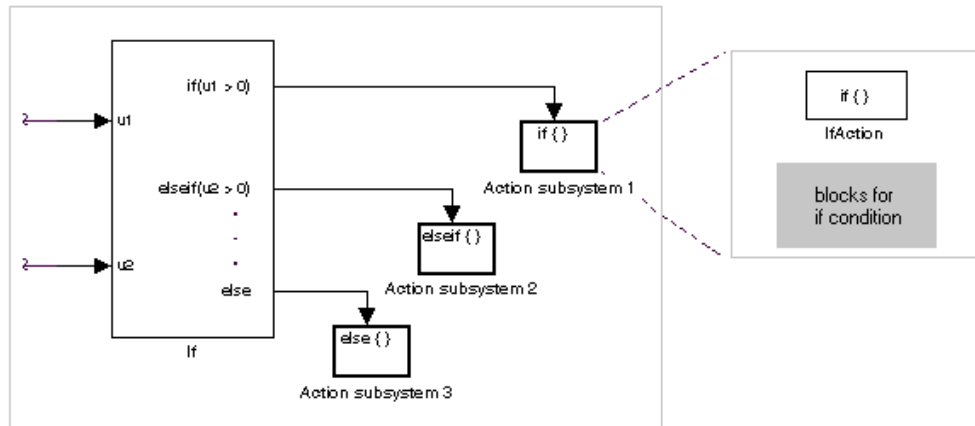 if(u1 > 0)
u1
if { }
Action subsystem 1
elseif(u2 > 0)
elseif { }
Action subsystem 2
u2
else
else { }
Action subsystem 3
If
if { }
IfAction
blocks for
if condition